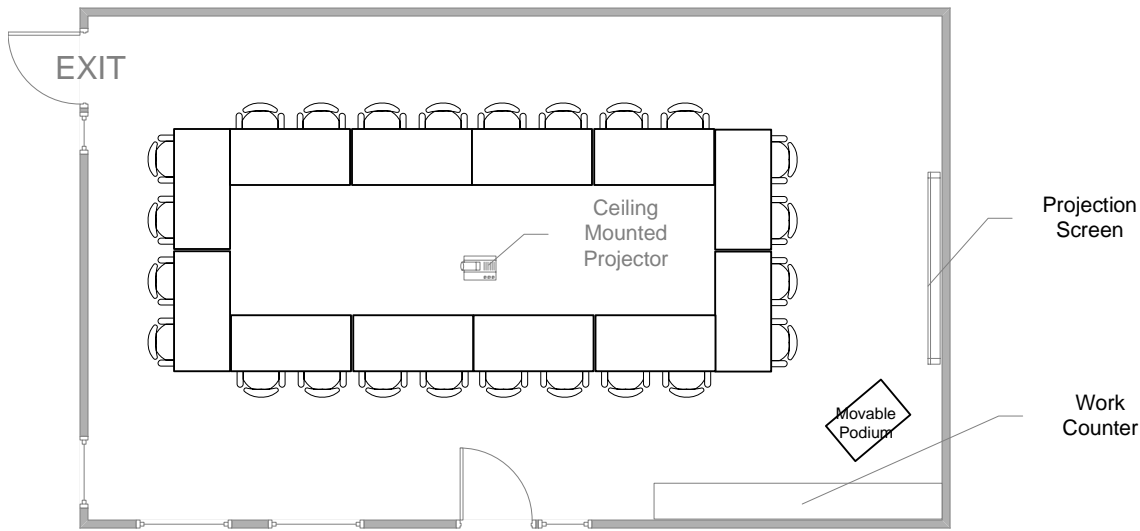 EXIT
Ceiling
Mounted
Projector
Projection
Screen
Movable
Podium
Work
Counter